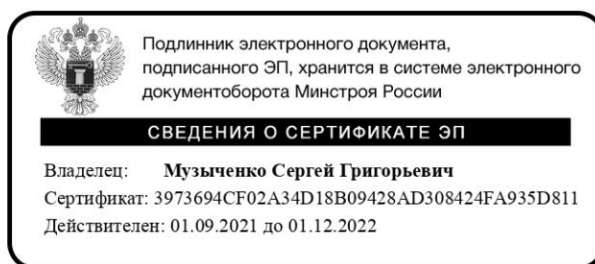 Подлинник электронного документа,
подписанного ЭП, хранится в системе электронного
документоборота Минстроя России
СВЕДЕНИЯ О СЕРТИФИКАТЕ ЭП
Владелец: Музыченко Сергей Григорьевич
Сертификат: 3973694CF02A34D18B09428AD308424FA935D811
Действителен: 01.09.2021 до 01.12.2022